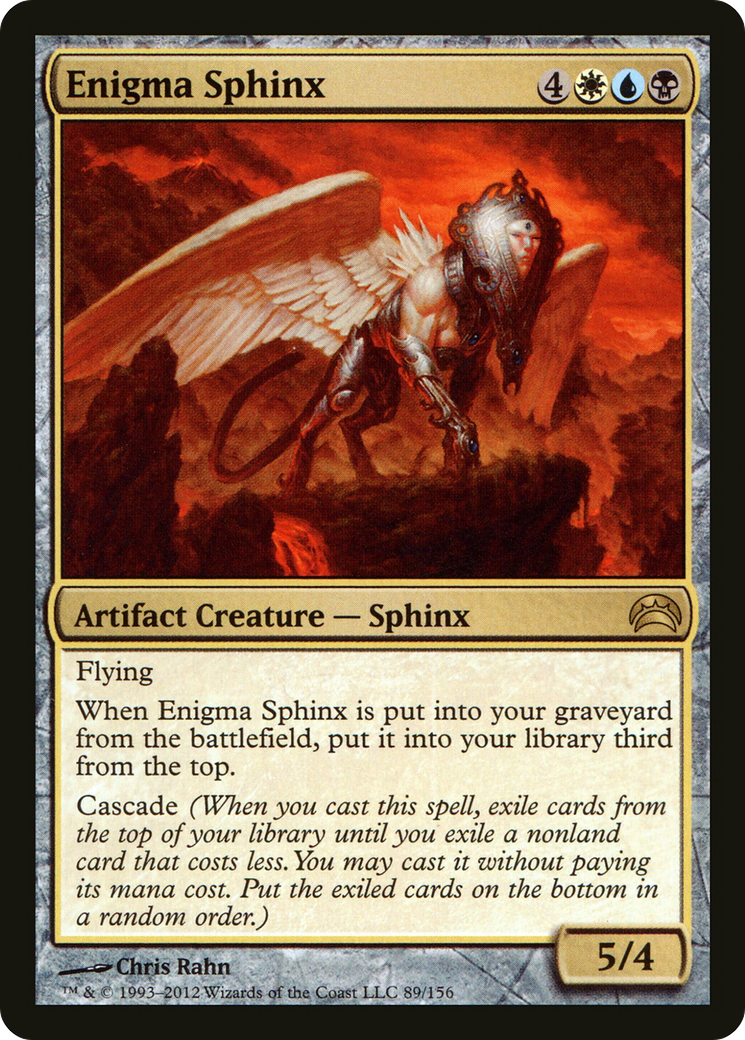 Enigma Sphinx 4
Artifact Creature — Sphinx
Flying
When Enigma Sphinx is put into your graveyard
from the battlefield, put it into your library third
from the top.
Cascade (When you cast this spell, exile cards from
the top of your library until you exile a nonland
card that costs less. You may cast it without paying
its mana cost. Put the exiled cards on the bottom in
a random order.)
5/4
Chris Rahn
™ & © 1993–2012 Wizards of the Coast LLC 89/156